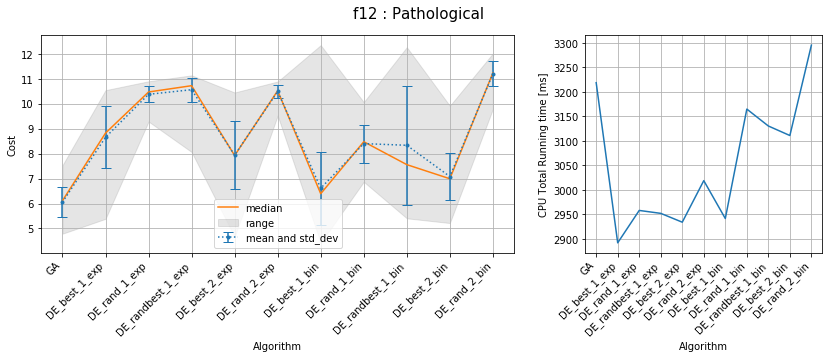 f12 : Pathological
Cost
12
11
10
9
8
7
6
5
median
range
mean and std_dev
GA
DE_best_1_exp
DE_rand_1_exp
DE_randbest_1_exp
DE_best_2_exp
DE_rand_2_exp
DE_best_1_bin
DE_rand_1_bin
DE_randbest_1_bin
DE_best_2_bin
DE_rand_2_bin
Algorithm
CPU Total Running time [ms]
3300
3250
3200
3150
3100
3050
3000
2950
2900
GA
DE_best_1_exp
DE_rand_1_exp
DE_randbest_1_exp
DE_best_2_exp
DE_rand_2_exp
DE_best_1_bin
DE_rand_1_bin
DE_randbest_1_bin
DE_best_2_bin
DE_rand_2_bin
Algorithm